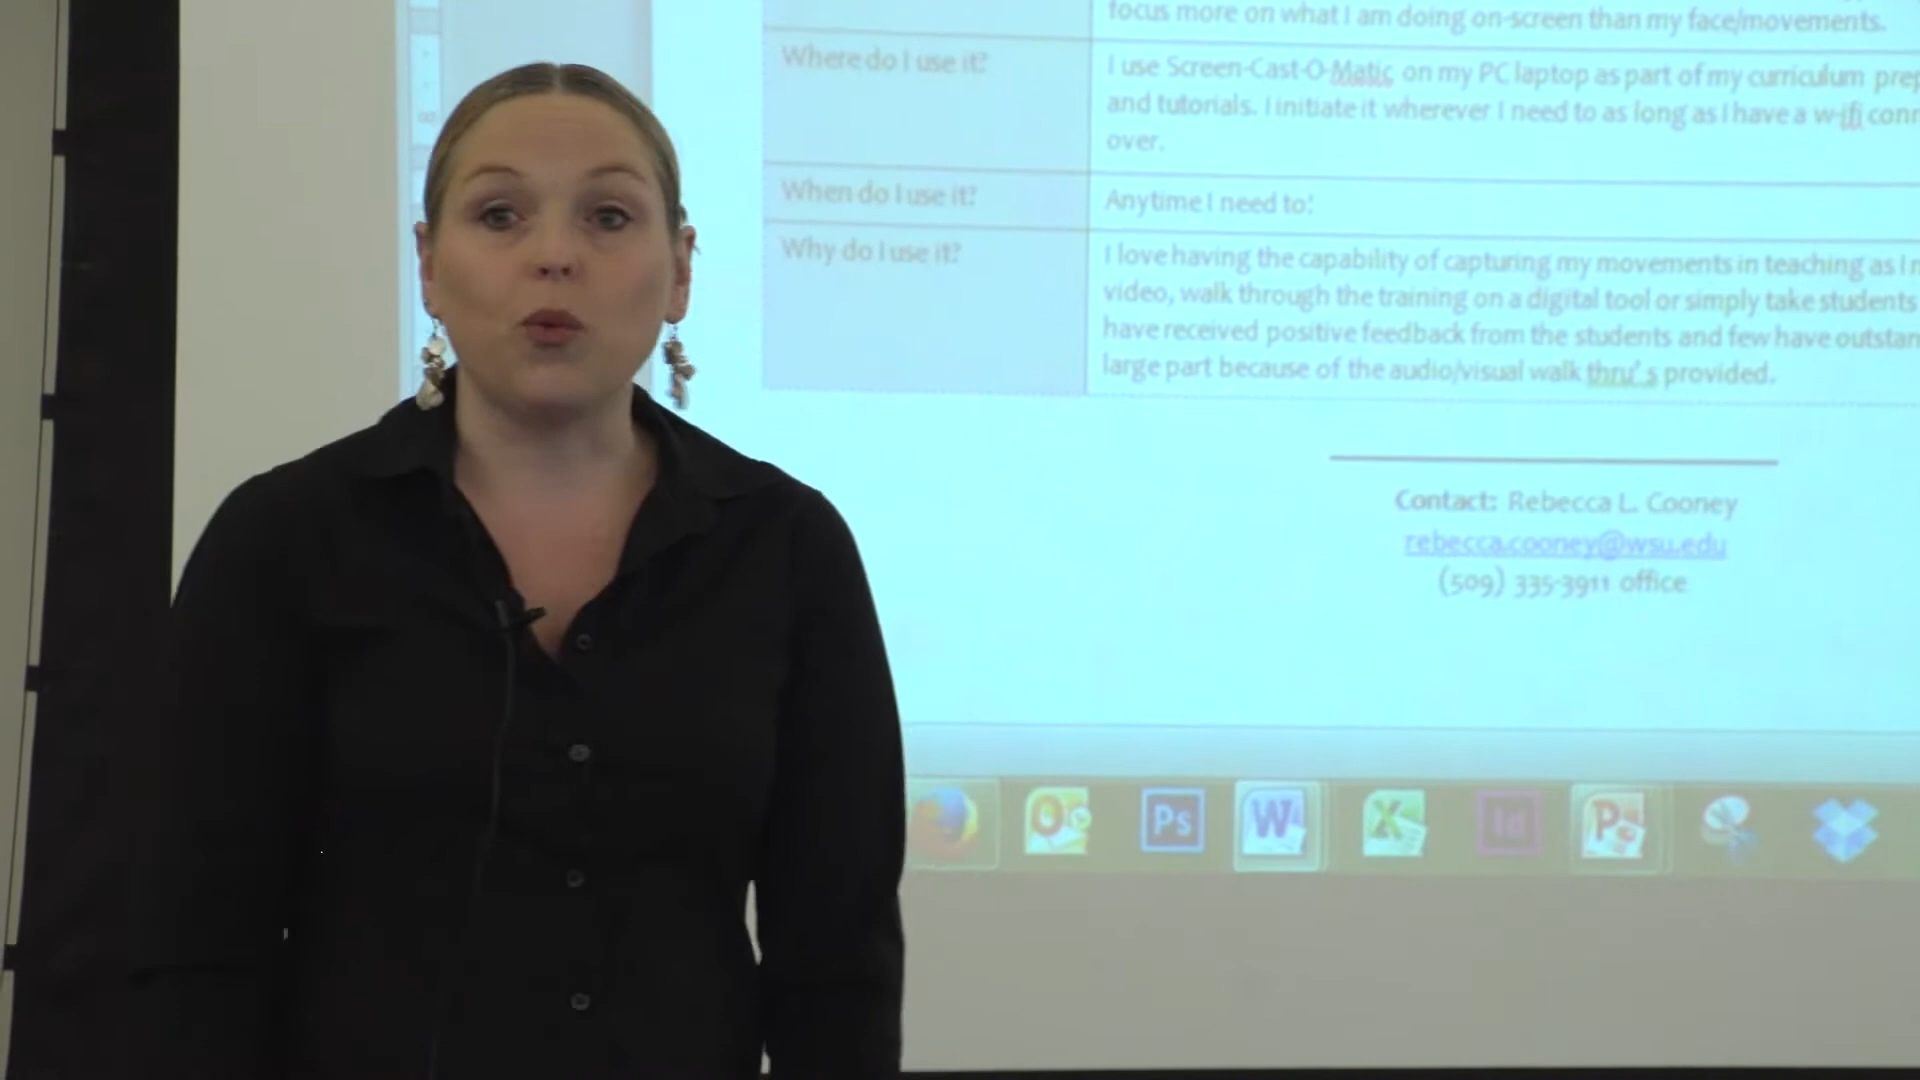 focus more on what I am doing on-screen than my face/movements.
Where do I use it?
I use Screen-Cast-O-Matic on my PC laptop as part of my curriculum prep
and tutorials. I initiate it wherever I need to as long as I have a w-ifi conn
over.
When do I use it?
Anytime I need to!
Why do I use it?
I love having the capability of capturing my movements in teaching as I
video, walk through the training on a digital tool or simply take students
have received positive feedback from the students and few have outstan
large part because of the audio/visual walk thru's provided.
Contact: Rebecca L. Cooney
rebecca.cooney@wsu.edu
(509) 335-3911 office
Ps
W
X
Id
P